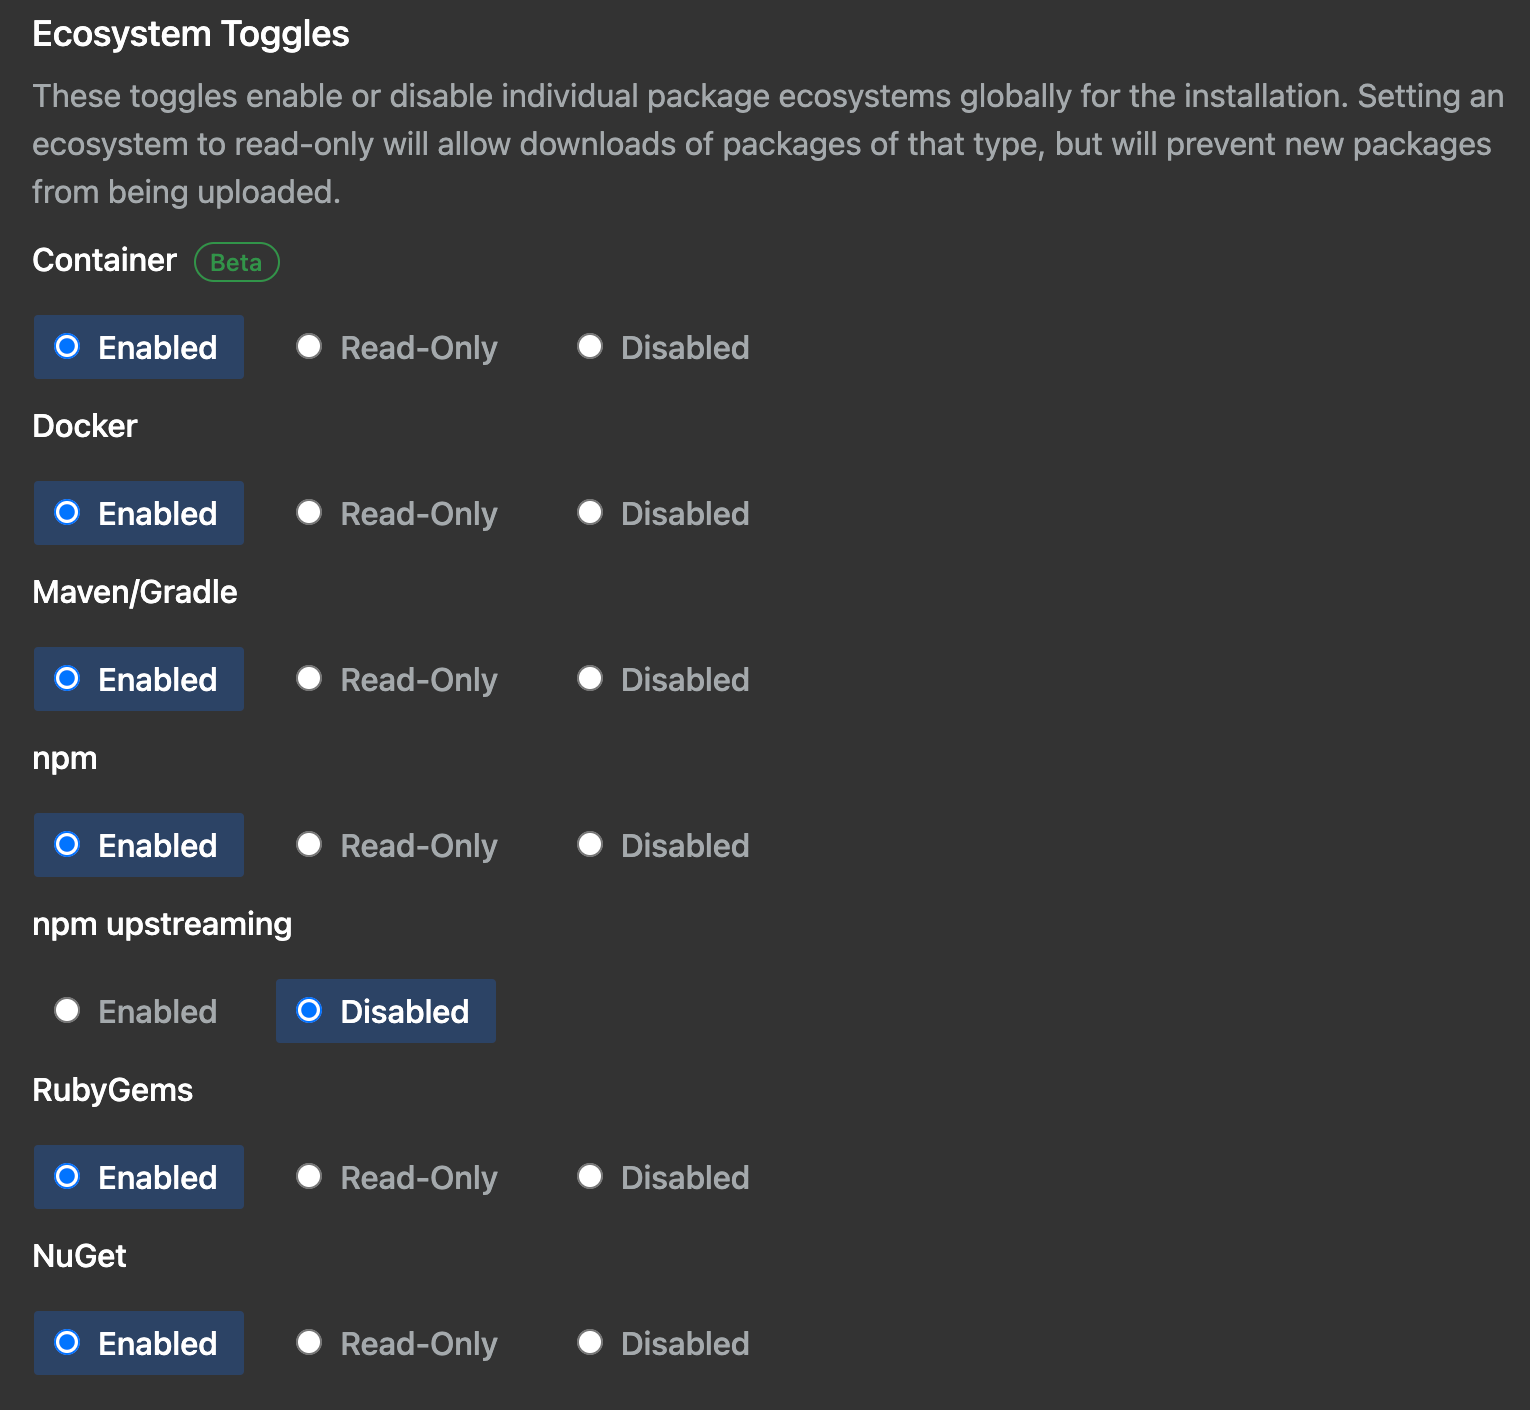 Ecosystem Toggles
These toggles enable or disable individual package ecosystems globally for the installation. Setting an
ecosystem to read-only will allow downloads of packages of that type, but will prevent new packages
from being uploaded.
Container Beta
Enabled Read-Only Disabled
Docker
Enabled Read-Only Disabled
Maven/Gradle
Enabled Read-Only Disabled
npm
Enabled Read-Only Disabled
npm upstreaming
Enabled Disabled
RubyGems
Enabled Read-Only Disabled
NuGet
Enabled Read-Only Disabled